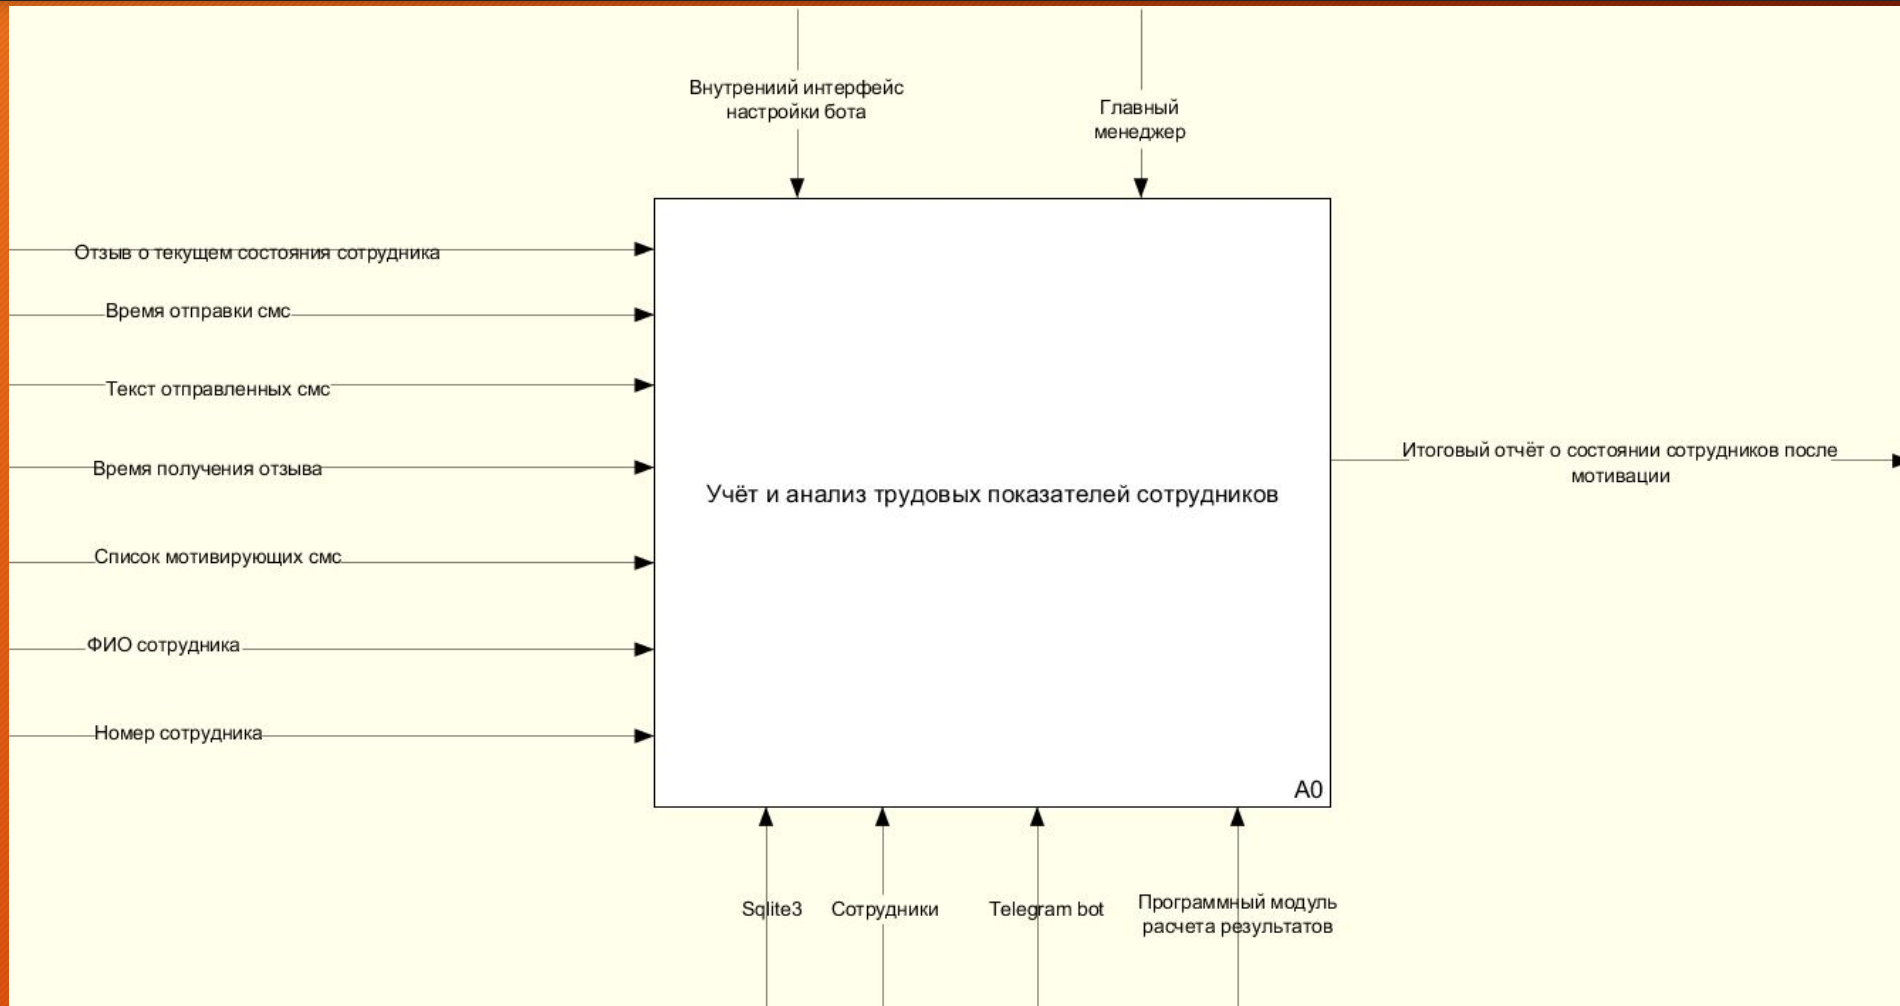 Внутрениий интерфейс
настройки бота
Главный
менеджер
Отзыв о текущем состояния сотрудника
Время отправки смс
Текст отправленных смс
Время получения отзыва
Список мотивирующих смс
ФИО сотрудника
Номер сотрудника
Учёт и анализ трудовых показателей сотрудников
A0
Итоговый отчёт о состоянии сотрудников после
мотивации
Sqlite3
Сотрудники
Telegram bot
Программный модуль
расчета результатов